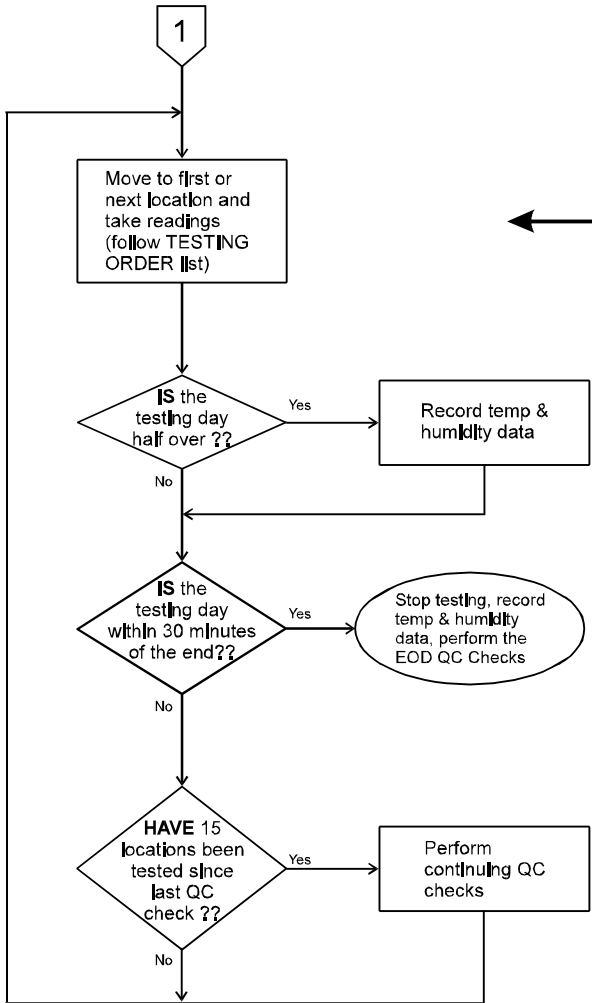 1
Move to first or
next location and
take readings
(follow TESTING
ORDER list)
IS the
testing day
half over ??
Yes
Record temp &
humidity data
No
IS the
testing day
within 30 minutes
of the end??
Yes
Stop testing, record
temp & humidity
data, perform the
EOD QC Checks
No
HAVE 15
locations been
tested since
last QC
check ??
Yes
Perform
continuing QC
checks
No